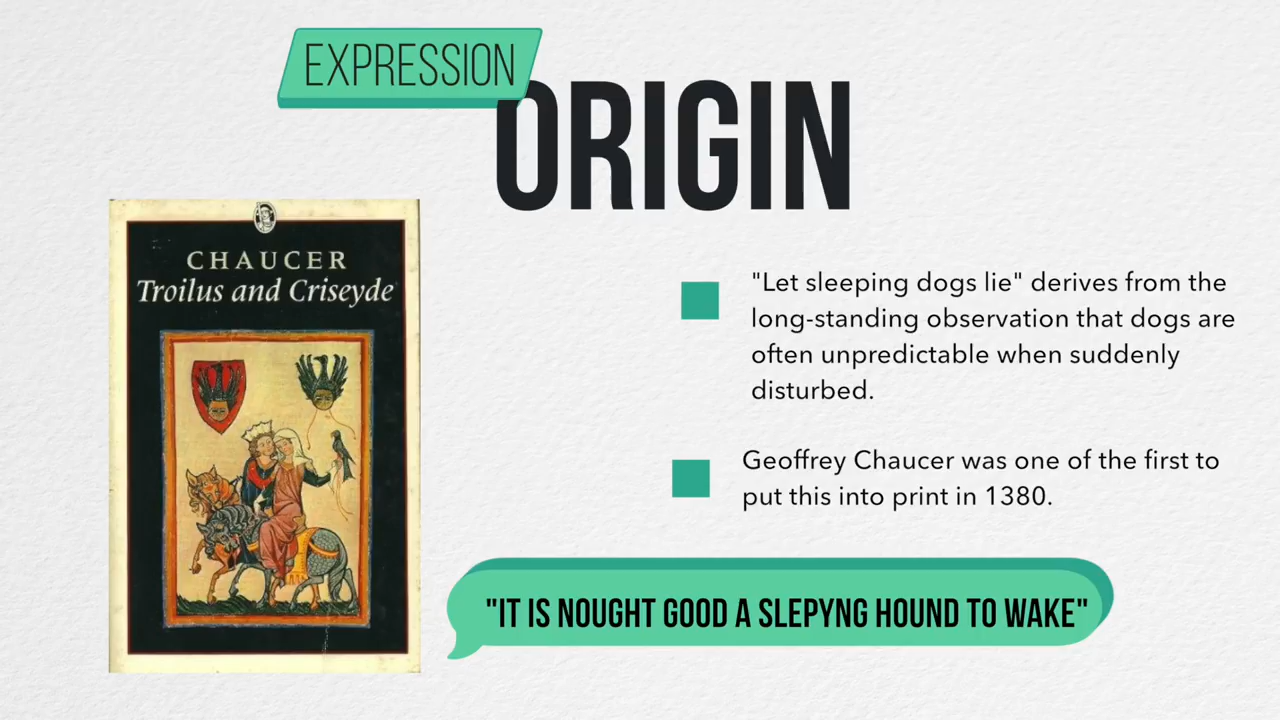 EXPRESSION
ORIGIN
CHAUCER
Troilus and Criseyde
"Let sleeping dogs lie" derives from the
long-standing observation that dogs are
often unpredictable when suddenly
disturbed.
Geoffrey Chaucer was one of the first to
put this into print in 1380.
"IT IS NOUGHT GOOD A SLEPYNG HOUND TO WAKE"